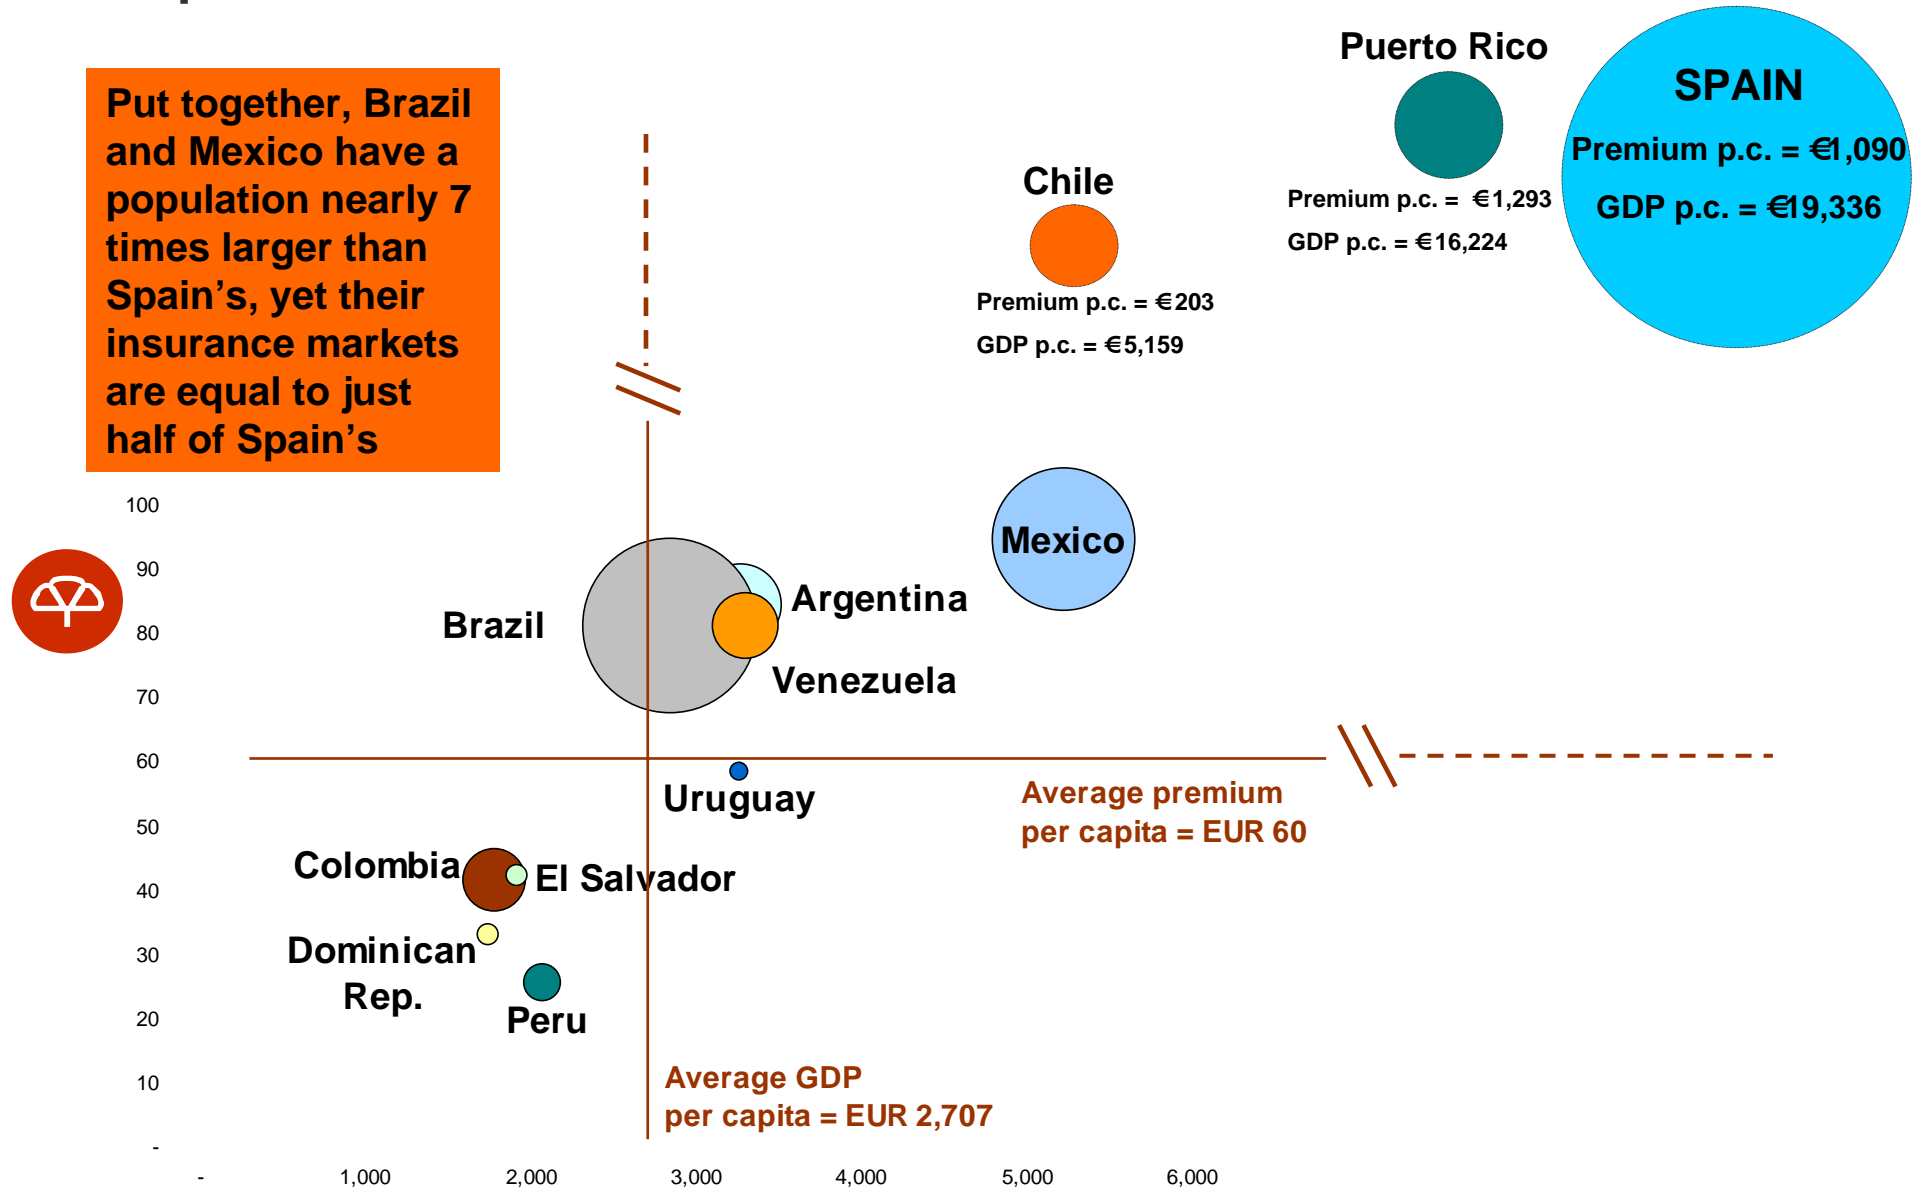 Puerto Rico
SPAIN
Premium p.c. = €1,090
GDP p.c. = €19,336
Put together, Brazil
and Mexico have a
population nearly 7
times larger than
Spain’s, yet their
insurance markets
are equal to just
half of Spain’s
Chile
Premium p.c. = €1,293
GDP p.c. = €16,224
Premium p.c. = €203
GDP p.c. = €5,159
100
90
80
70
60
50
40
30
20
10
-
Mexico
Argentina
Brazil
Venezuela
Uruguay
Average premium
per capita = EUR 60
Colombia
El Salvador
Dominican
Rep.
Peru
Average GDP
per capita = EUR 2,707
-
1,000
2,000
3,000
4,000
5,000
6,000